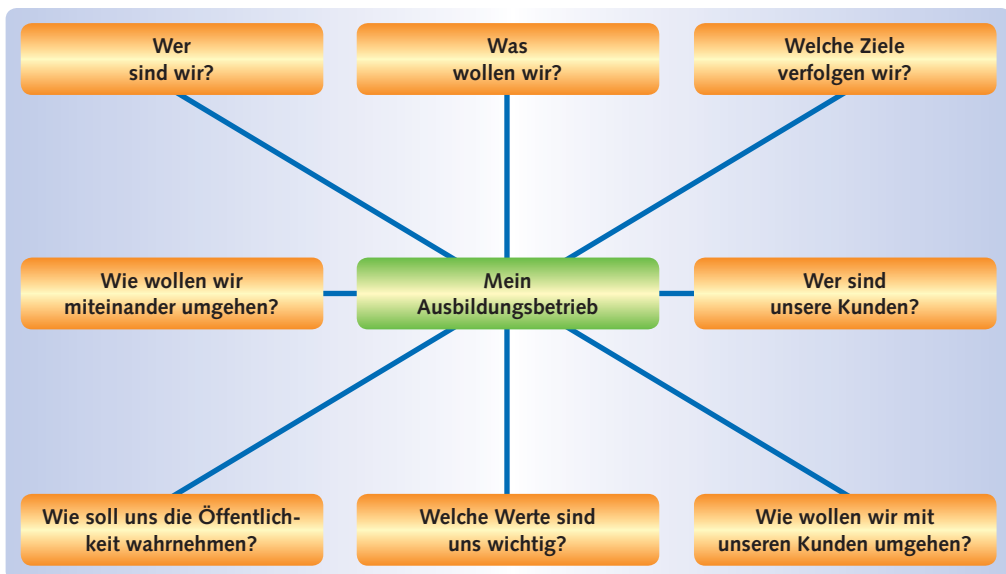 Wer
sind wir?
Was
wollen wir?
Welche Ziele
verfolgen wir?
Wie wollen wir
miteinander umgehen?
Mein
Ausbildungsbetrieb
Wer sind
unsere Kunden?
Wie soll uns die Öffentlich-
keit wahrnehmen?
Welche Werte sind
uns wichtig?
Wie wollen wir mit
unseren Kunden umgehen?